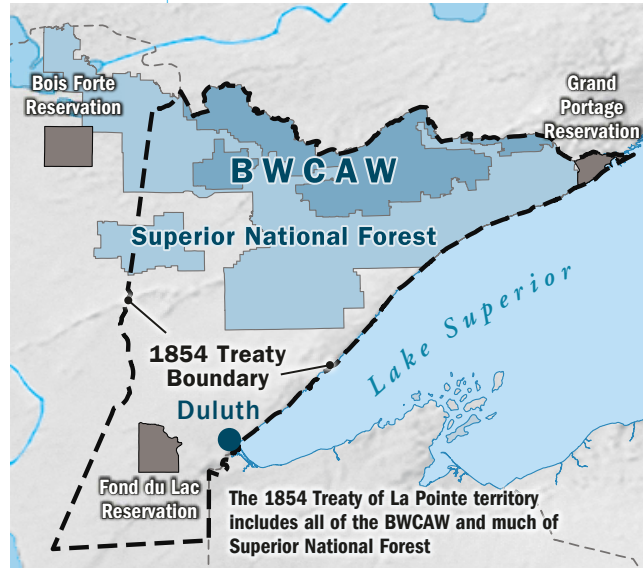 Bois Forte
Reservation
Grand
Portage
Reservation
BWCAW
Superior National Forest
Lake Superior
1854 Treaty
Boundary
Duluth
Fond du Lac
Reservation
The 1854 Treaty of La Pointe territory
includes all of the BWCAW and much of
Superior National Forest